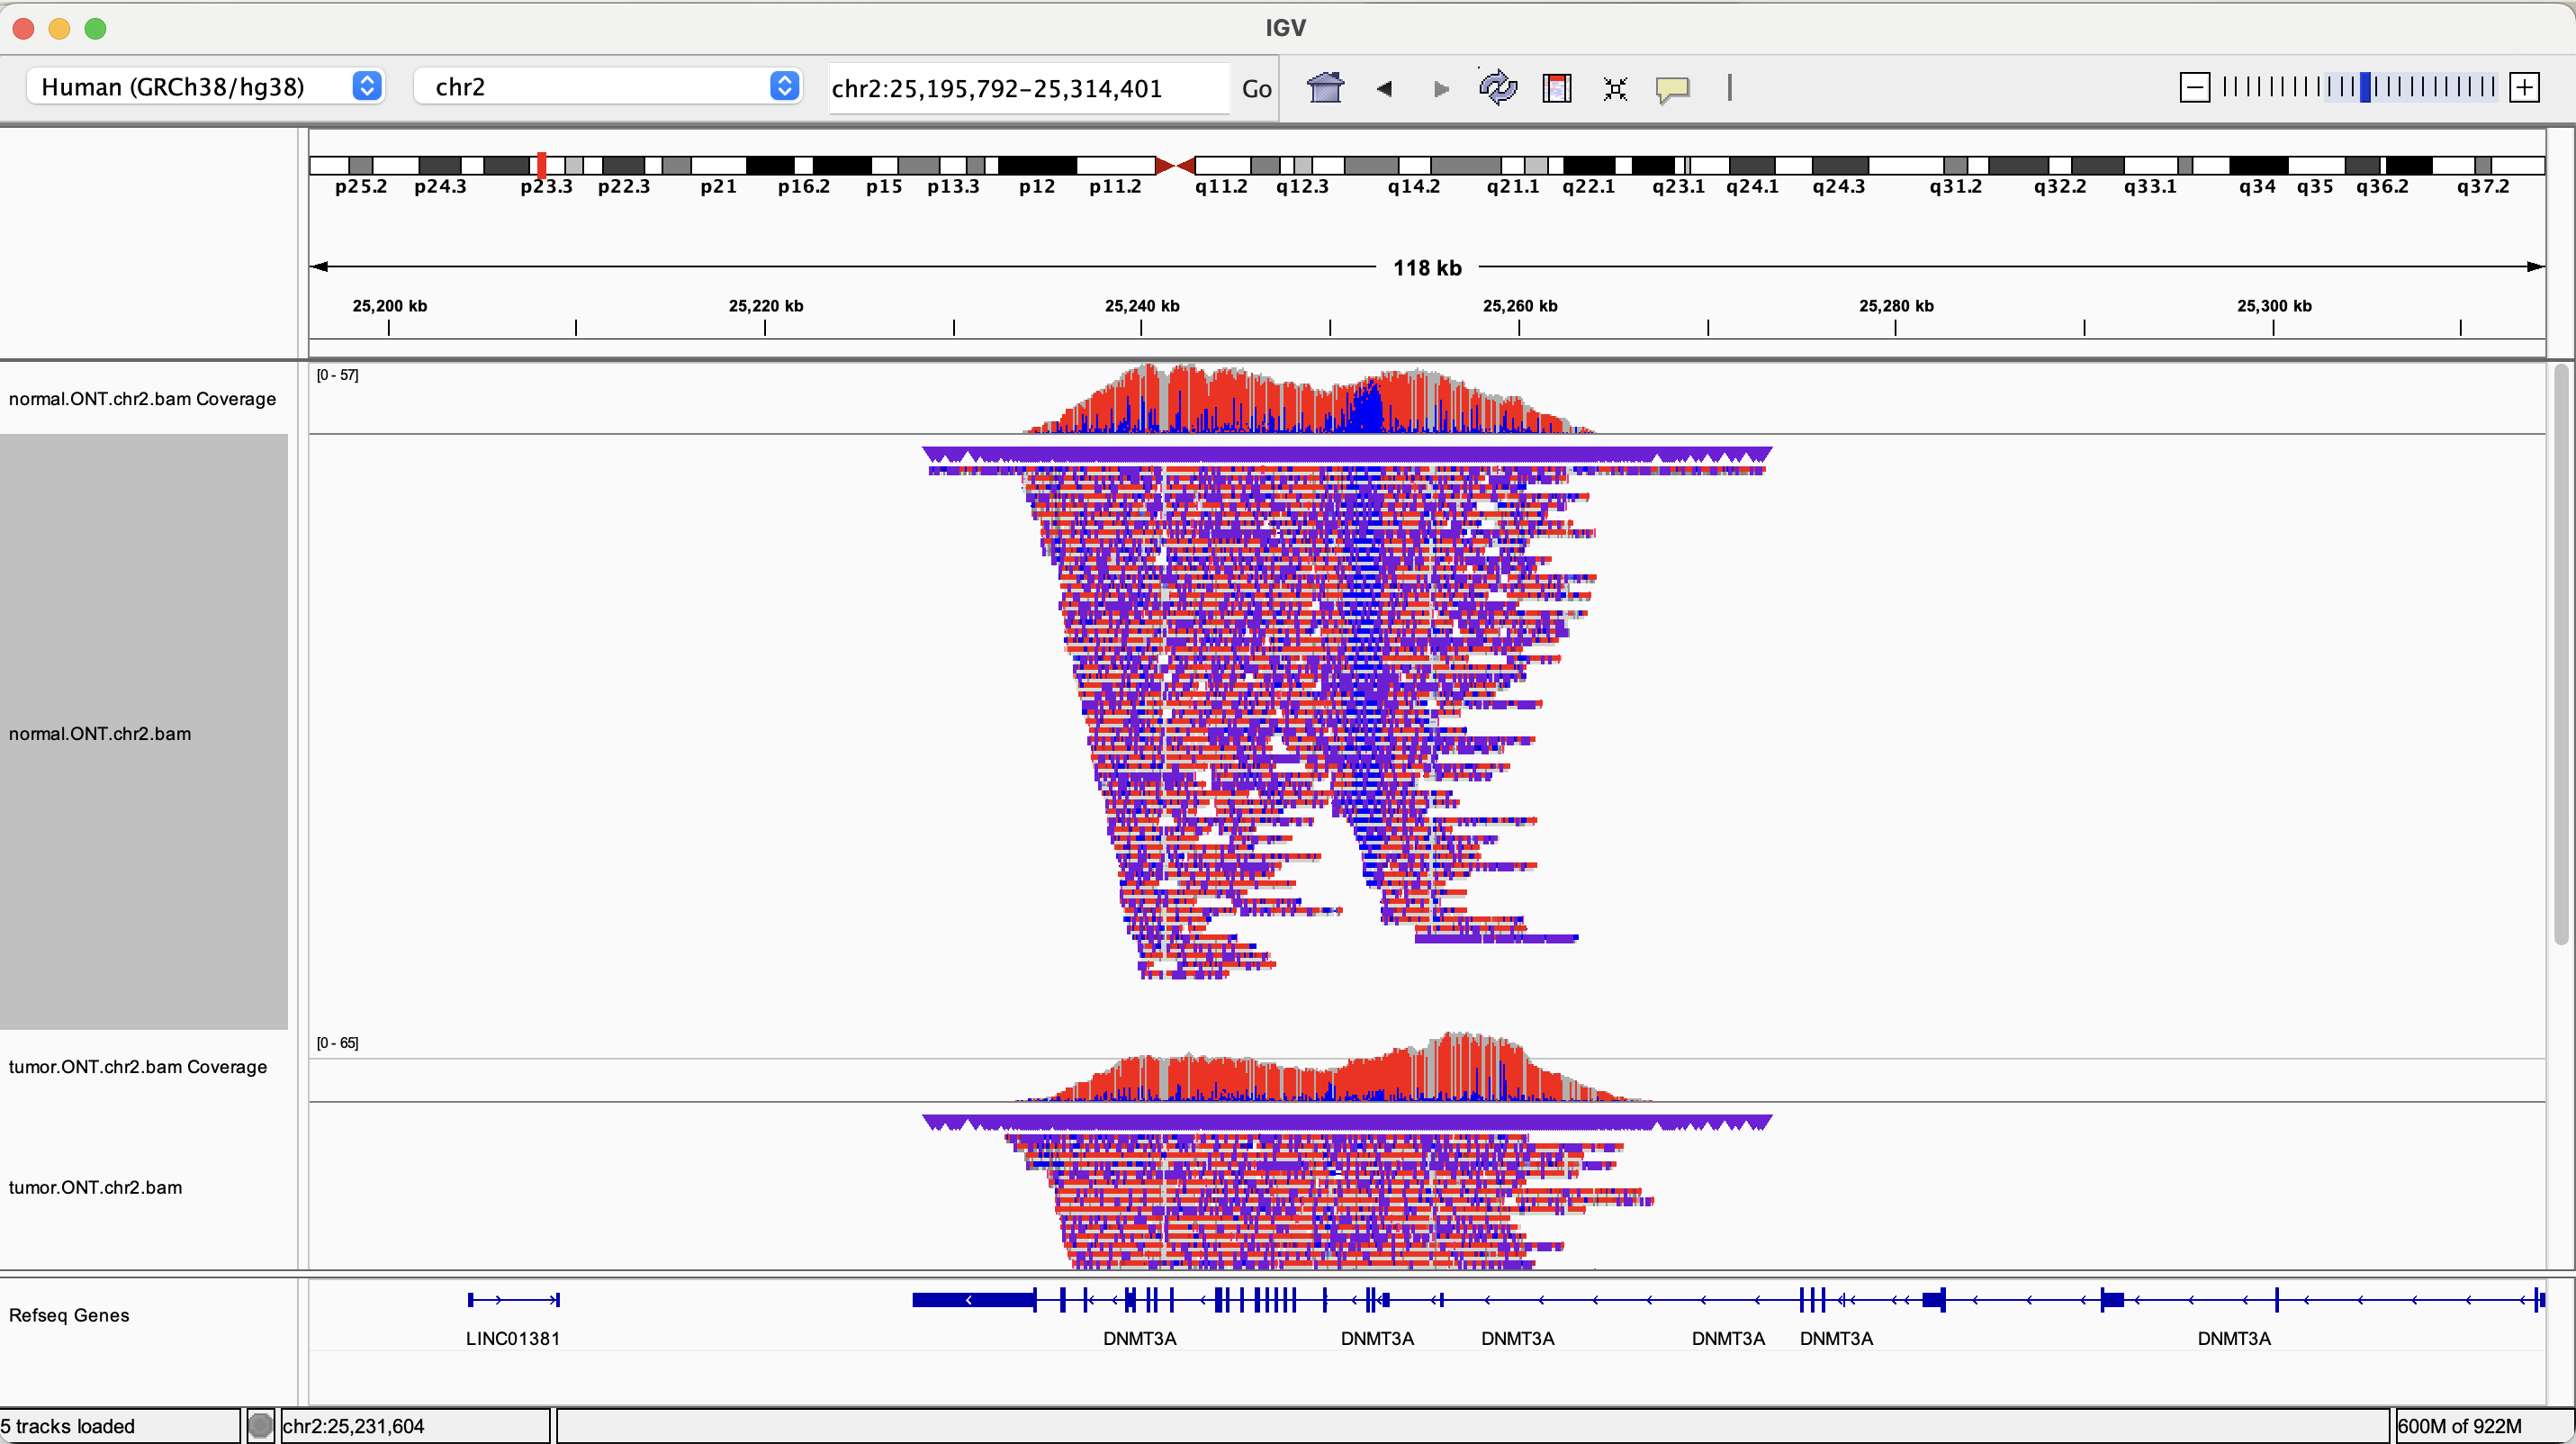 IGV
Human (GRCh38/hg38) chr2 chr2:25,195,792-25,314,401 Go
p25.2 p24.3 p23.3 p22.3 p21 p16.2 p15 p13.3 p12 p11.2 q11.2 q12.3 q14.2 q21.1 q22.1 q23.1 q24.1 q24.3 q31.2 q32.2 q33.1 q34 q35 q36.2 q37.2
118 kb
25,200 kb 25,220 kb 25,240 kb 25,260 kb 25,280 kb 25,300 kb
[0 - 57]
normal.ONT.chr2.bam Coverage
normal.ONT.chr2.bam
[0 - 65]
tumor.ONT.chr2.bam Coverage
tumor.ONT.chr2.bam
Refseq Genes
LINC01381 DNMT3A DNMT3A DNMT3A DNMT3A DNMT3A DNMT3A
5 tracks loaded chr2:25,231,604 600M of 922M